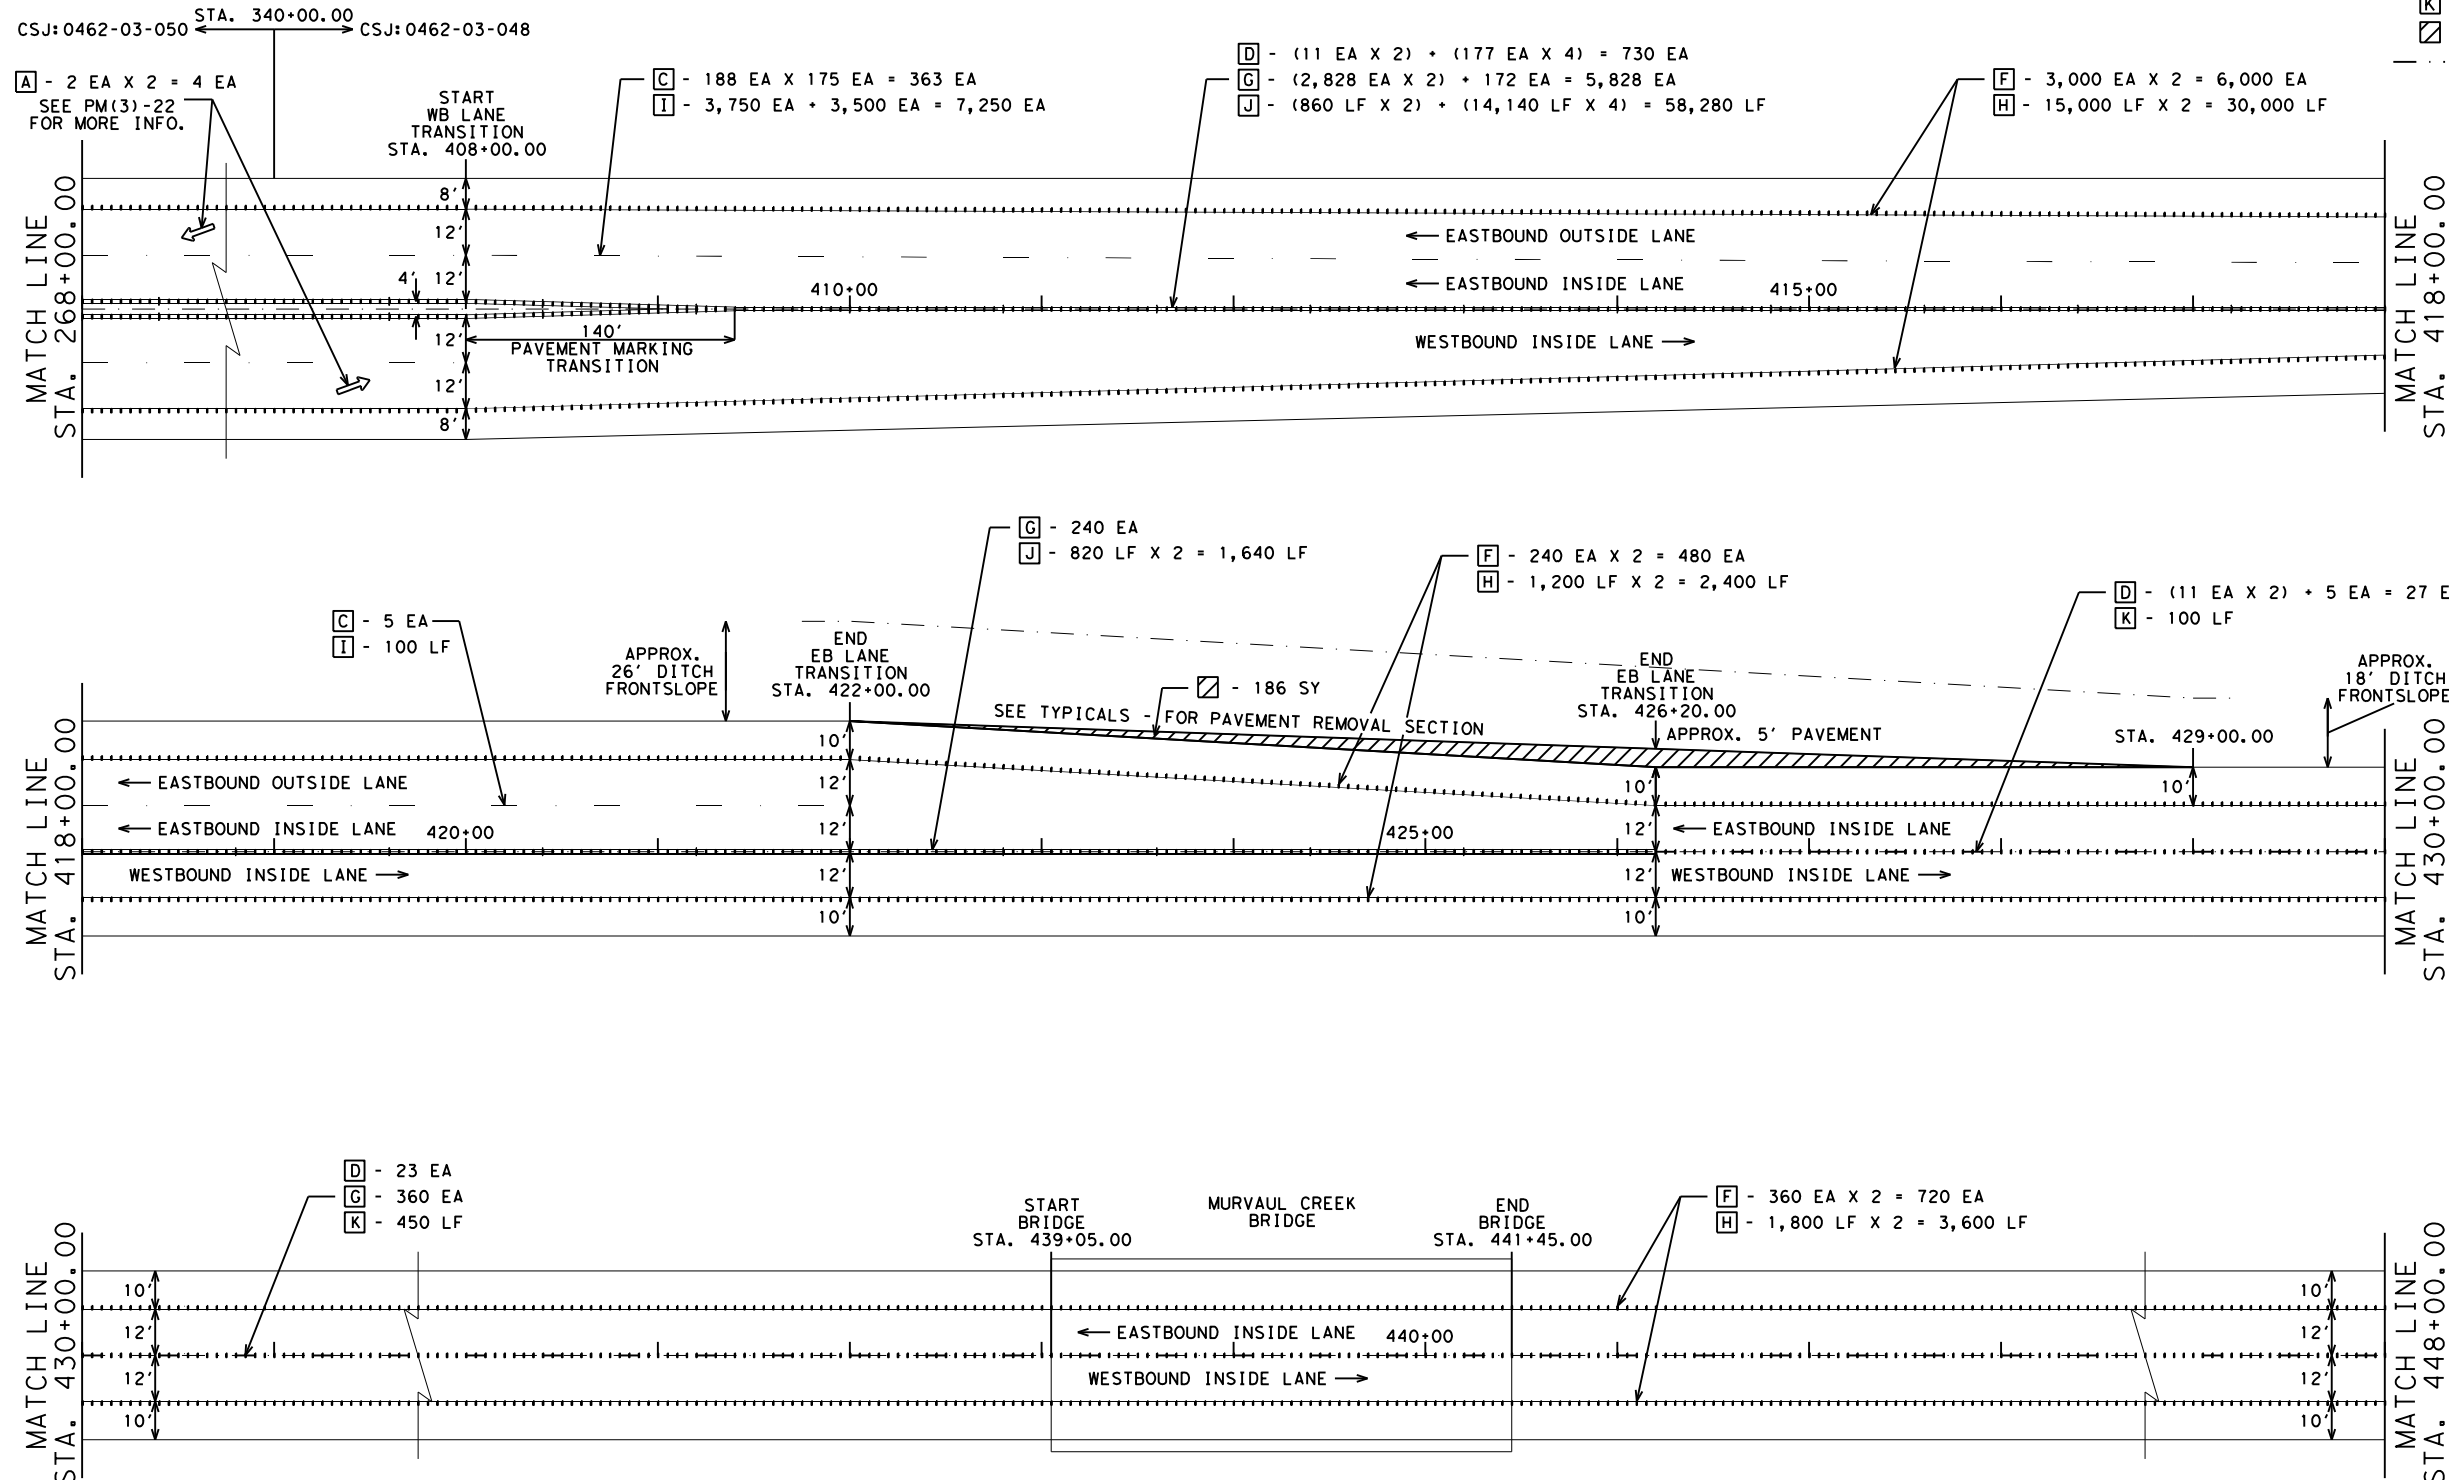 STA. 340+00.00
CSJ:0462-03-050
CSJ:0462-03-048
K
A - 2 EA X 2 = 4 EA
SEE PM(3)-22
FOR MORE INFO.
START
WB LANE
TRANSITION
STA. 408+00.00
C - 188 EA X 175 EA = 363 EA
I - 3,750 EA + 3,500 EA = 7,250 EA
D - (11 EA X 2) + (177 EA X 4) = 730 EA
G - (2,828 EA X 2) + 172 EA = 5,828 EA
J - (860 LF X 2) + (14,140 LF X 4) = 58,280 LF
F - 3,000 EA X 2 = 6,000 EA
H - 15,000 LF X 2 = 30,000 LF
MATCH LINE
STA. 268+00.00
8'
12'
4'
12'
12'
12'
8'
140'
PAVEMENT MARKING
TRANSITION
410+00
415+00
← EASTBOUND OUTSIDE LANE
← EASTBOUND INSIDE LANE
WESTBOUND INSIDE LANE →
MATCH LINE
STA. 418+00.00
G - 240 EA
J - 820 LF X 2 = 1,640 LF
F - 240 EA X 2 = 480 EA
H - 1,200 LF X 2 = 2,400 LF
D - (11 EA X 2) + 5 EA = 27 E
K - 100 LF
C - 5 EA
I - 100 LF
APPROX.
26' DITCH
FRONTSLOPE
END
EB LANE
TRANSITION
STA. 422+00.00
- 186 SY
SEE TYPICALS - FOR PAVEMENT REMOVAL SECTION
END
EB LANE
TRANSITION
STA. 426+20.00
APPROX. 5' PAVEMENT
STA. 429+00.00
APPROX.
18' DITCH
FRONTSLOPE
MATCH LINE
STA. 418+00.00
← EASTBOUND OUTSIDE LANE
← EASTBOUND INSIDE LANE
420+00
WESTBOUND INSIDE LANE →
10'
12'
12'
12'
10'
425+00
10'
12'
12'
10'
10'
← EASTBOUND INSIDE LANE
WESTBOUND INSIDE LANE →
MATCH LINE
STA. 430+00.00
D - 23 EA
G - 360 EA
K - 450 LF
START
BRIDGE
STA. 439+05.00
MURVAUL CREEK
BRIDGE
END
BRIDGE
STA. 441+45.00
F - 360 EA X 2 = 720 EA
H - 1,800 LF X 2 = 3,600 LF
MATCH LINE
STA. 430+00.00
10'
12'
12'
10'
← EASTBOUND INSIDE LANE
440+00
WESTBOUND INSIDE LANE →
10'
12'
12'
10'
MATCH LINE
STA. 448+00.00